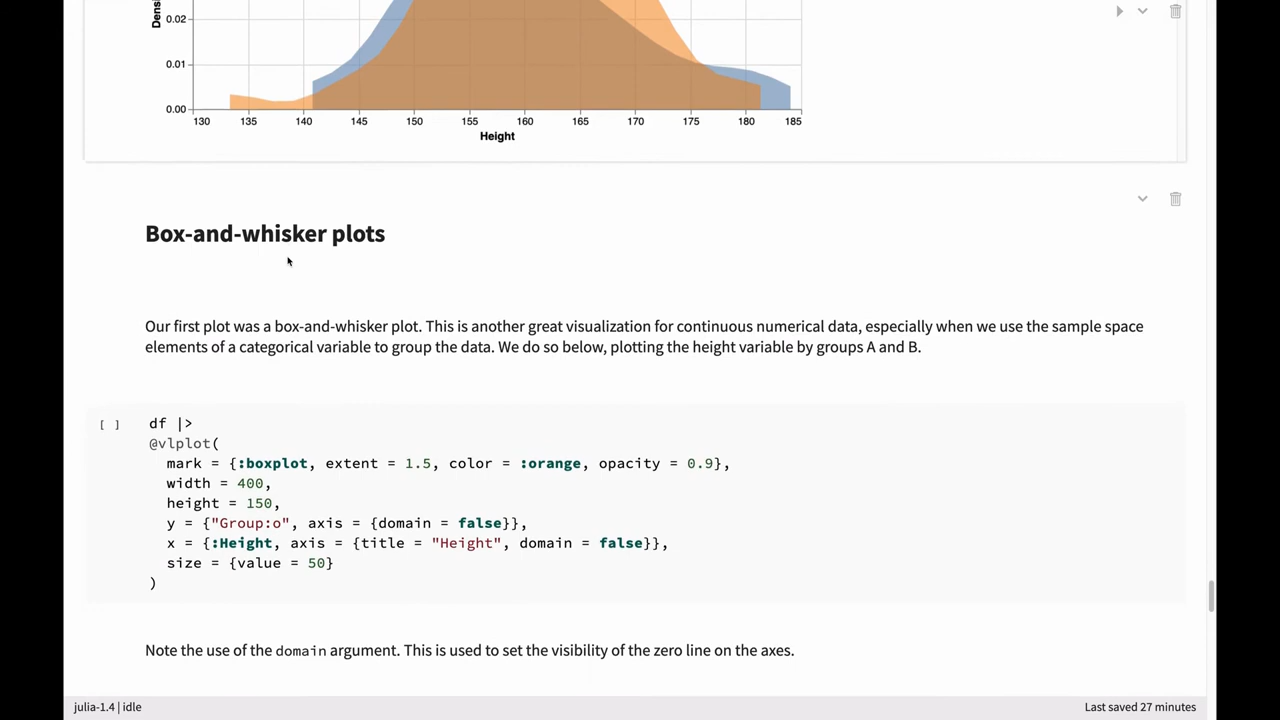 Densi
0.02
0.01
0.00
130 135 140 145 150 155 160 165 170 175 180 185
Height
Box-and-whisker plots
Our first plot was a box-and-whisker plot. This is another great visualization for continuous numerical data, especially when we use the sample space
elements of a categorical variable to group the data. We do so below, plotting the height variable by groups A and B.
[ ] df |>
@vlplot(
mark = {:boxplot, extent = 1.5, color = :orange, opacity = 0.9},
width = 400,
height = 150,
y = {"Group:o", axis = {domain = false}},
x = {:Height, axis = {title = "Height", domain = false}},
size = {value = 50}
)
Note the use of the domain argument. This is used to set the visibility of the zero line on the axes.
julia-1.4 | idle Last saved 27 minutes